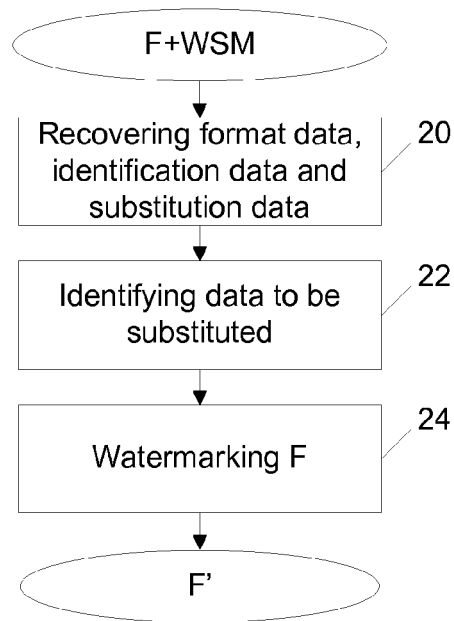 F+WSM
Recovering format data,
identification data and
substitution data
20
Identifying data to be
substituted
22
Watermarking F
24
F'